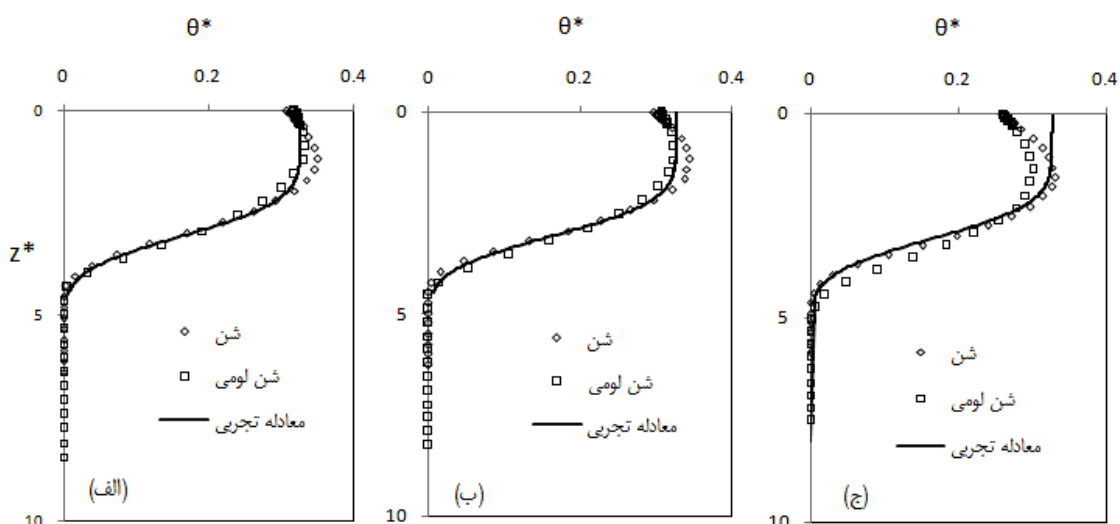 θ*
0 0.2 0.4
0
5
10
z*
شن
شن لومی
معادله تجربی
(الف)
θ*
0 0.2 0.4
0
5
10
شن
شن لومی
معادله تجربی
(ب)
θ*
0 0.2 0.4
0
5
10
شن
شن لومی
معادله تجربی
(ج)